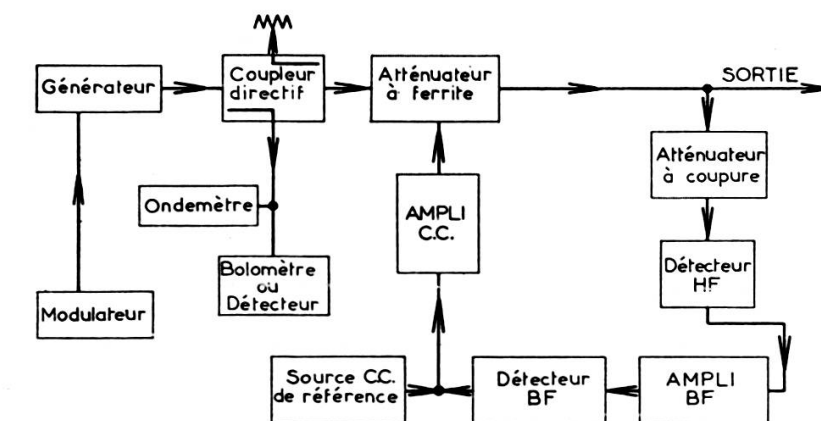 Générateur
Coupleur
directif
Atténuateur
à ferrite
SORTIE
Atténuateur
à coupure
Ondemètre
AMPLI
C.C.
Détecteur
HF
Bolomètre
ou
Détecteur
Modulateur
Source C.C.
de référence
Détecteur
BF
AMPLI
BF